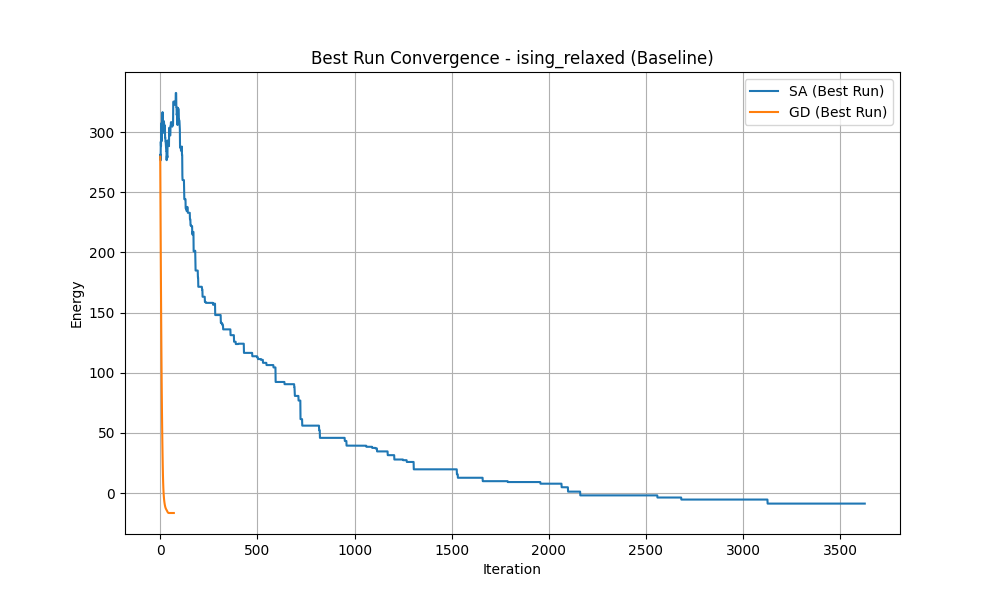 Best Run Convergence - ising_relaxed (Baseline)
SA (Best Run)
GD (Best Run)
300
250
200
150
100
50
0
Energy
0 500 1000 1500 2000 2500 3000 3500
Iteration